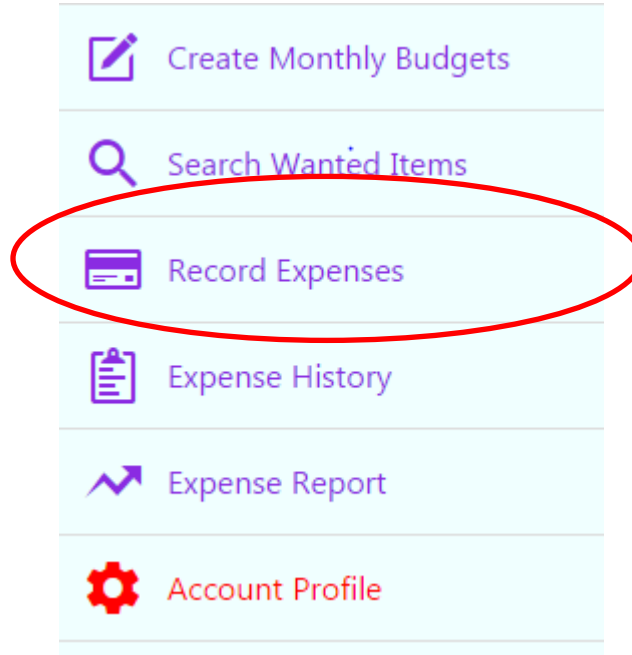 Create Monthly Budgets
Search Wanted Items
Record Expenses
Expense History
Expense Report
Account Profile